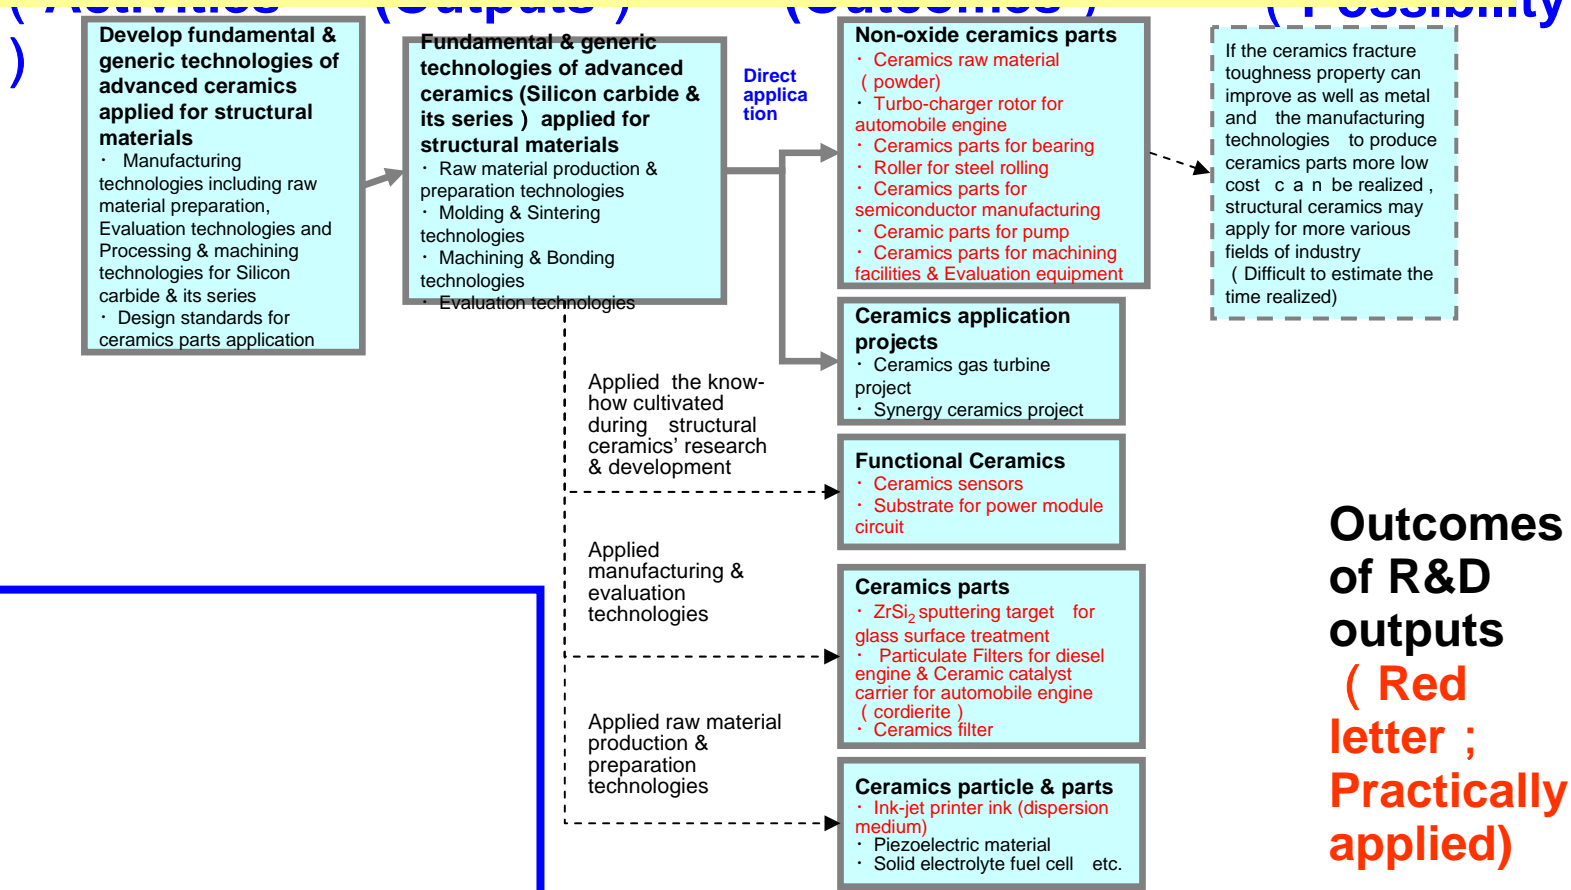 ( Activities
(Outputs )
(Outcomes )
( Possibility
)
Develop fundamental &
generic technologies of
advanced ceramics
applied for structural
materials
· Manufacturing
technologies including raw
material preparation,
Evaluation technologies and
Processing & machining
technologies for Silicon
carbide & its series
· Design standards for
ceramics parts application
Fundamental & generic
technologies of advanced
ceramics (Silicon carbide &
its series ) applied for
structural materials
· Raw material production &
preparation technologies
· Molding & Sintering
technologies
· Machining & Bonding
technologies
· Evaluation technologies
Direct
applica
tion
Non-oxide ceramics parts
· Ceramics raw material
( powder)
· Turbo-charger rotor for
automobile engine
· Ceramics parts for bearing
· Roller for steel rolling
· Ceramics parts for
semiconductor manufacturing
· Ceramic parts for pump
· Ceramics parts for machining
facilities & Evaluation equipment
If the ceramics fracture
toughness property can
improve as well as metal
and the manufacturing
technologies to produce
ceramics parts more low
cost c a n be realized ,
structural ceramics may
apply for more various
fields of industry
( Difficult to estimate the
time realized)
Ceramics application
projects
· Ceramics gas turbine
project
· Synergy ceramics project
Applied the know-
how cultivated
during structural
ceramics' research
& development
Functional Ceramics
· Ceramics sensors
· Substrate for power module
circuit
Applied
manufacturing &
evaluation
technologies
Ceramics parts
· ZrSi2 sputtering target for
glass surface treatment
· Particulate Filters for diesel
engine & Ceramic catalyst
carrier for automobile engine
( cordierite )
· Ceramics filter
Applied raw material
production &
preparation
technologies
Ceramics particle & parts
· Ink-jet printer ink (dispersion
medium)
· Piezoelectric material
· Solid electrolyte fuel cell etc.
Outcomes
of R&D
outputs
( Red
letter ;
Practically
applied)